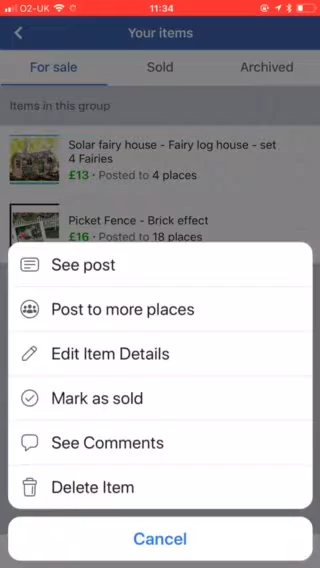 O2-UK
11:34
Your items
For sale
Sold
Archived
Items in this group
Solar fairy house - Fairy log house - set
4 Fairies
£13 · Posted to 4 places
Picket Fence - Brick effect
£16 · Posted to 18 places
See post
Post to more places
Edit Item Details
Mark as sold
See Comments
Delete Item
Cancel